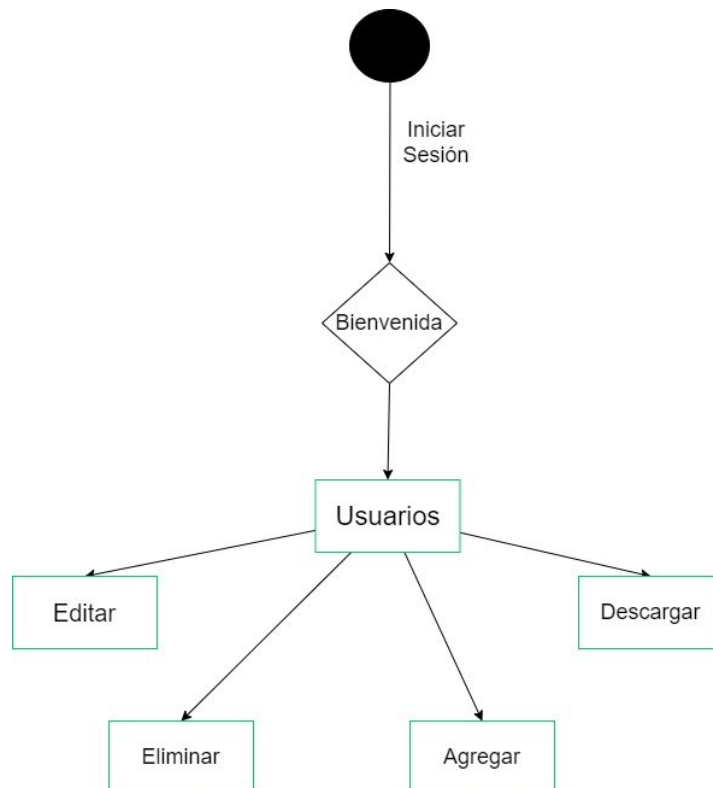 Iniciar
Sesión
Bienvenida
Usuarios
Editar
Descargar
Eliminar
Agregar